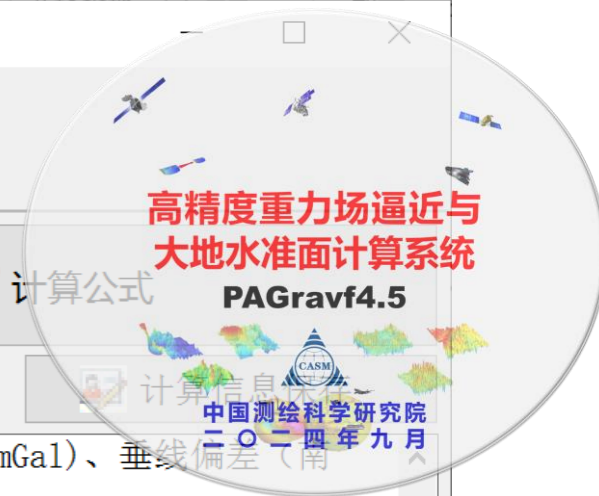 高精度重力场逼近与
大地水准面计算系统
PAGravf4.5
计算公式
CASM
计算信息保存
中国测绘科学研究院
二〇二四年九月
mGal)、垂线偏差（南